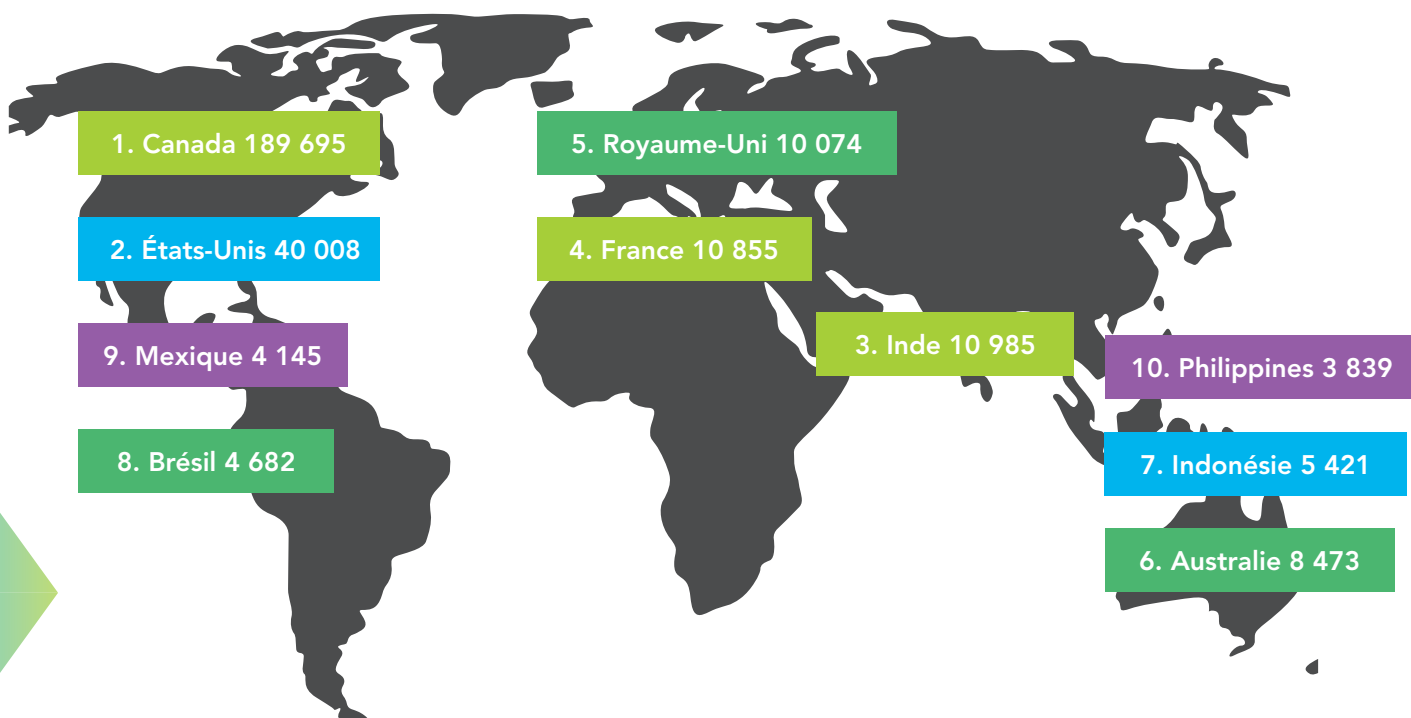 1. Canada 189 695
2. États-Unis 40 008
9. Mexique 4 145
8. Brésil 4 682
5. Royaume-Uni 10 074
4. France 10 855
3. Inde 10 985
10. Philippines 3 839
7. Indonésie 5 421
6. Australie 8 473